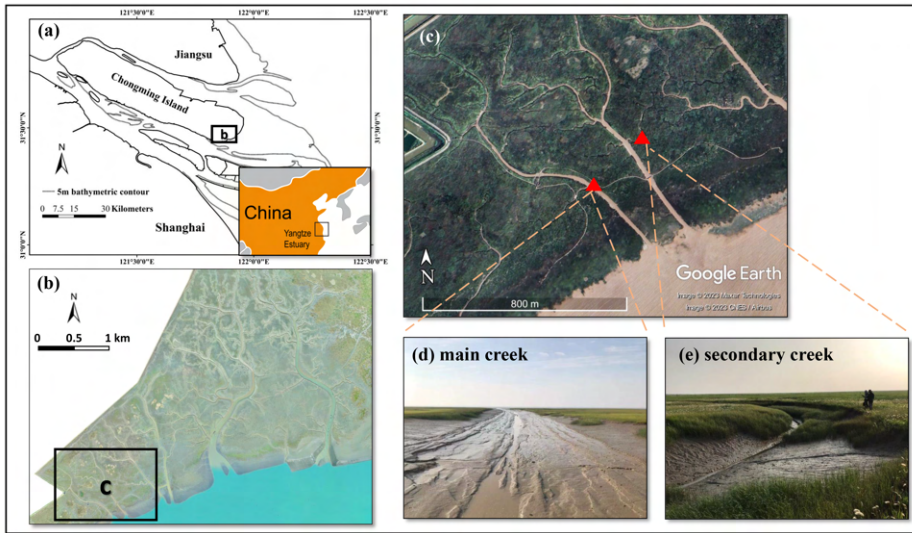 (a)
121°30'0"E
122°0'0"E
122°30'0"E
Jiangsu
Chongming Island
b
31°30'0"N
31°30'0"N
N
5m bathymetric contour
0 7.5 15 30 Kilometers
Shanghai
31°0'0"N
31°0'0"N
China
Yangtze
Estuary
121°30'0"E
122°0'0"E
122°30'0"E
(b)
N
0 0.5 1 km
c
(c)
N
800 m
Google Earth
Image © 2023 Maxar Technologies
Image © 2023 CNES / Airbus
(d) main creek
(e) secondary creek